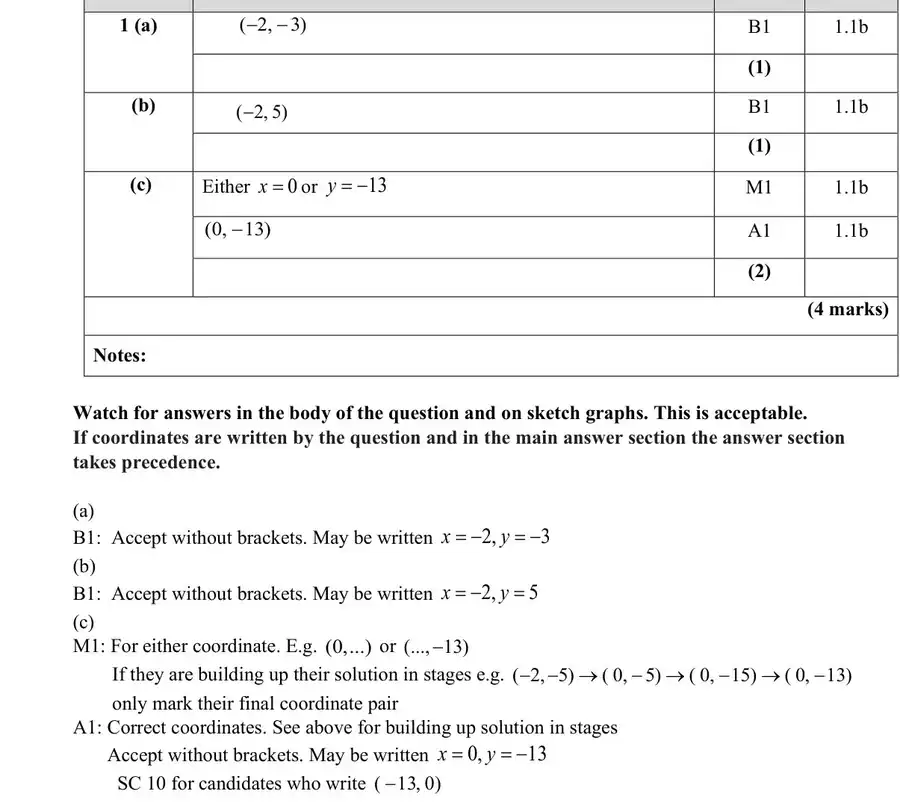 1 (a) (−2, −3) B1 1.1b
(1)
(b) (−2, 5) B1 1.1b
(1)
(c) Either x = 0 or y = −13 M1 1.1b
(0, −13) A1 1.1b
(2)
(4 marks)
Notes:
Watch for answers in the body of the question and on sketch graphs. This is acceptable.
If coordinates are written by the question and in the main answer section the answer section
takes precedence.
(a)
B1: Accept without brackets. May be written x = −2, y = −3
(b)
B1: Accept without brackets. May be written x = −2, y = 5
(c)
M1: For either coordinate. E.g. (0,...) or (...,−13)
If they are building up their solution in stages e.g. (−2,−5) → ( 0, −5) → ( 0, −15) → ( 0, −13)
only mark their final coordinate pair
A1: Correct coordinates. See above for building up solution in stages
Accept without brackets. May be written x = 0, y = −13
SC 10 for candidates who write ( −13, 0)